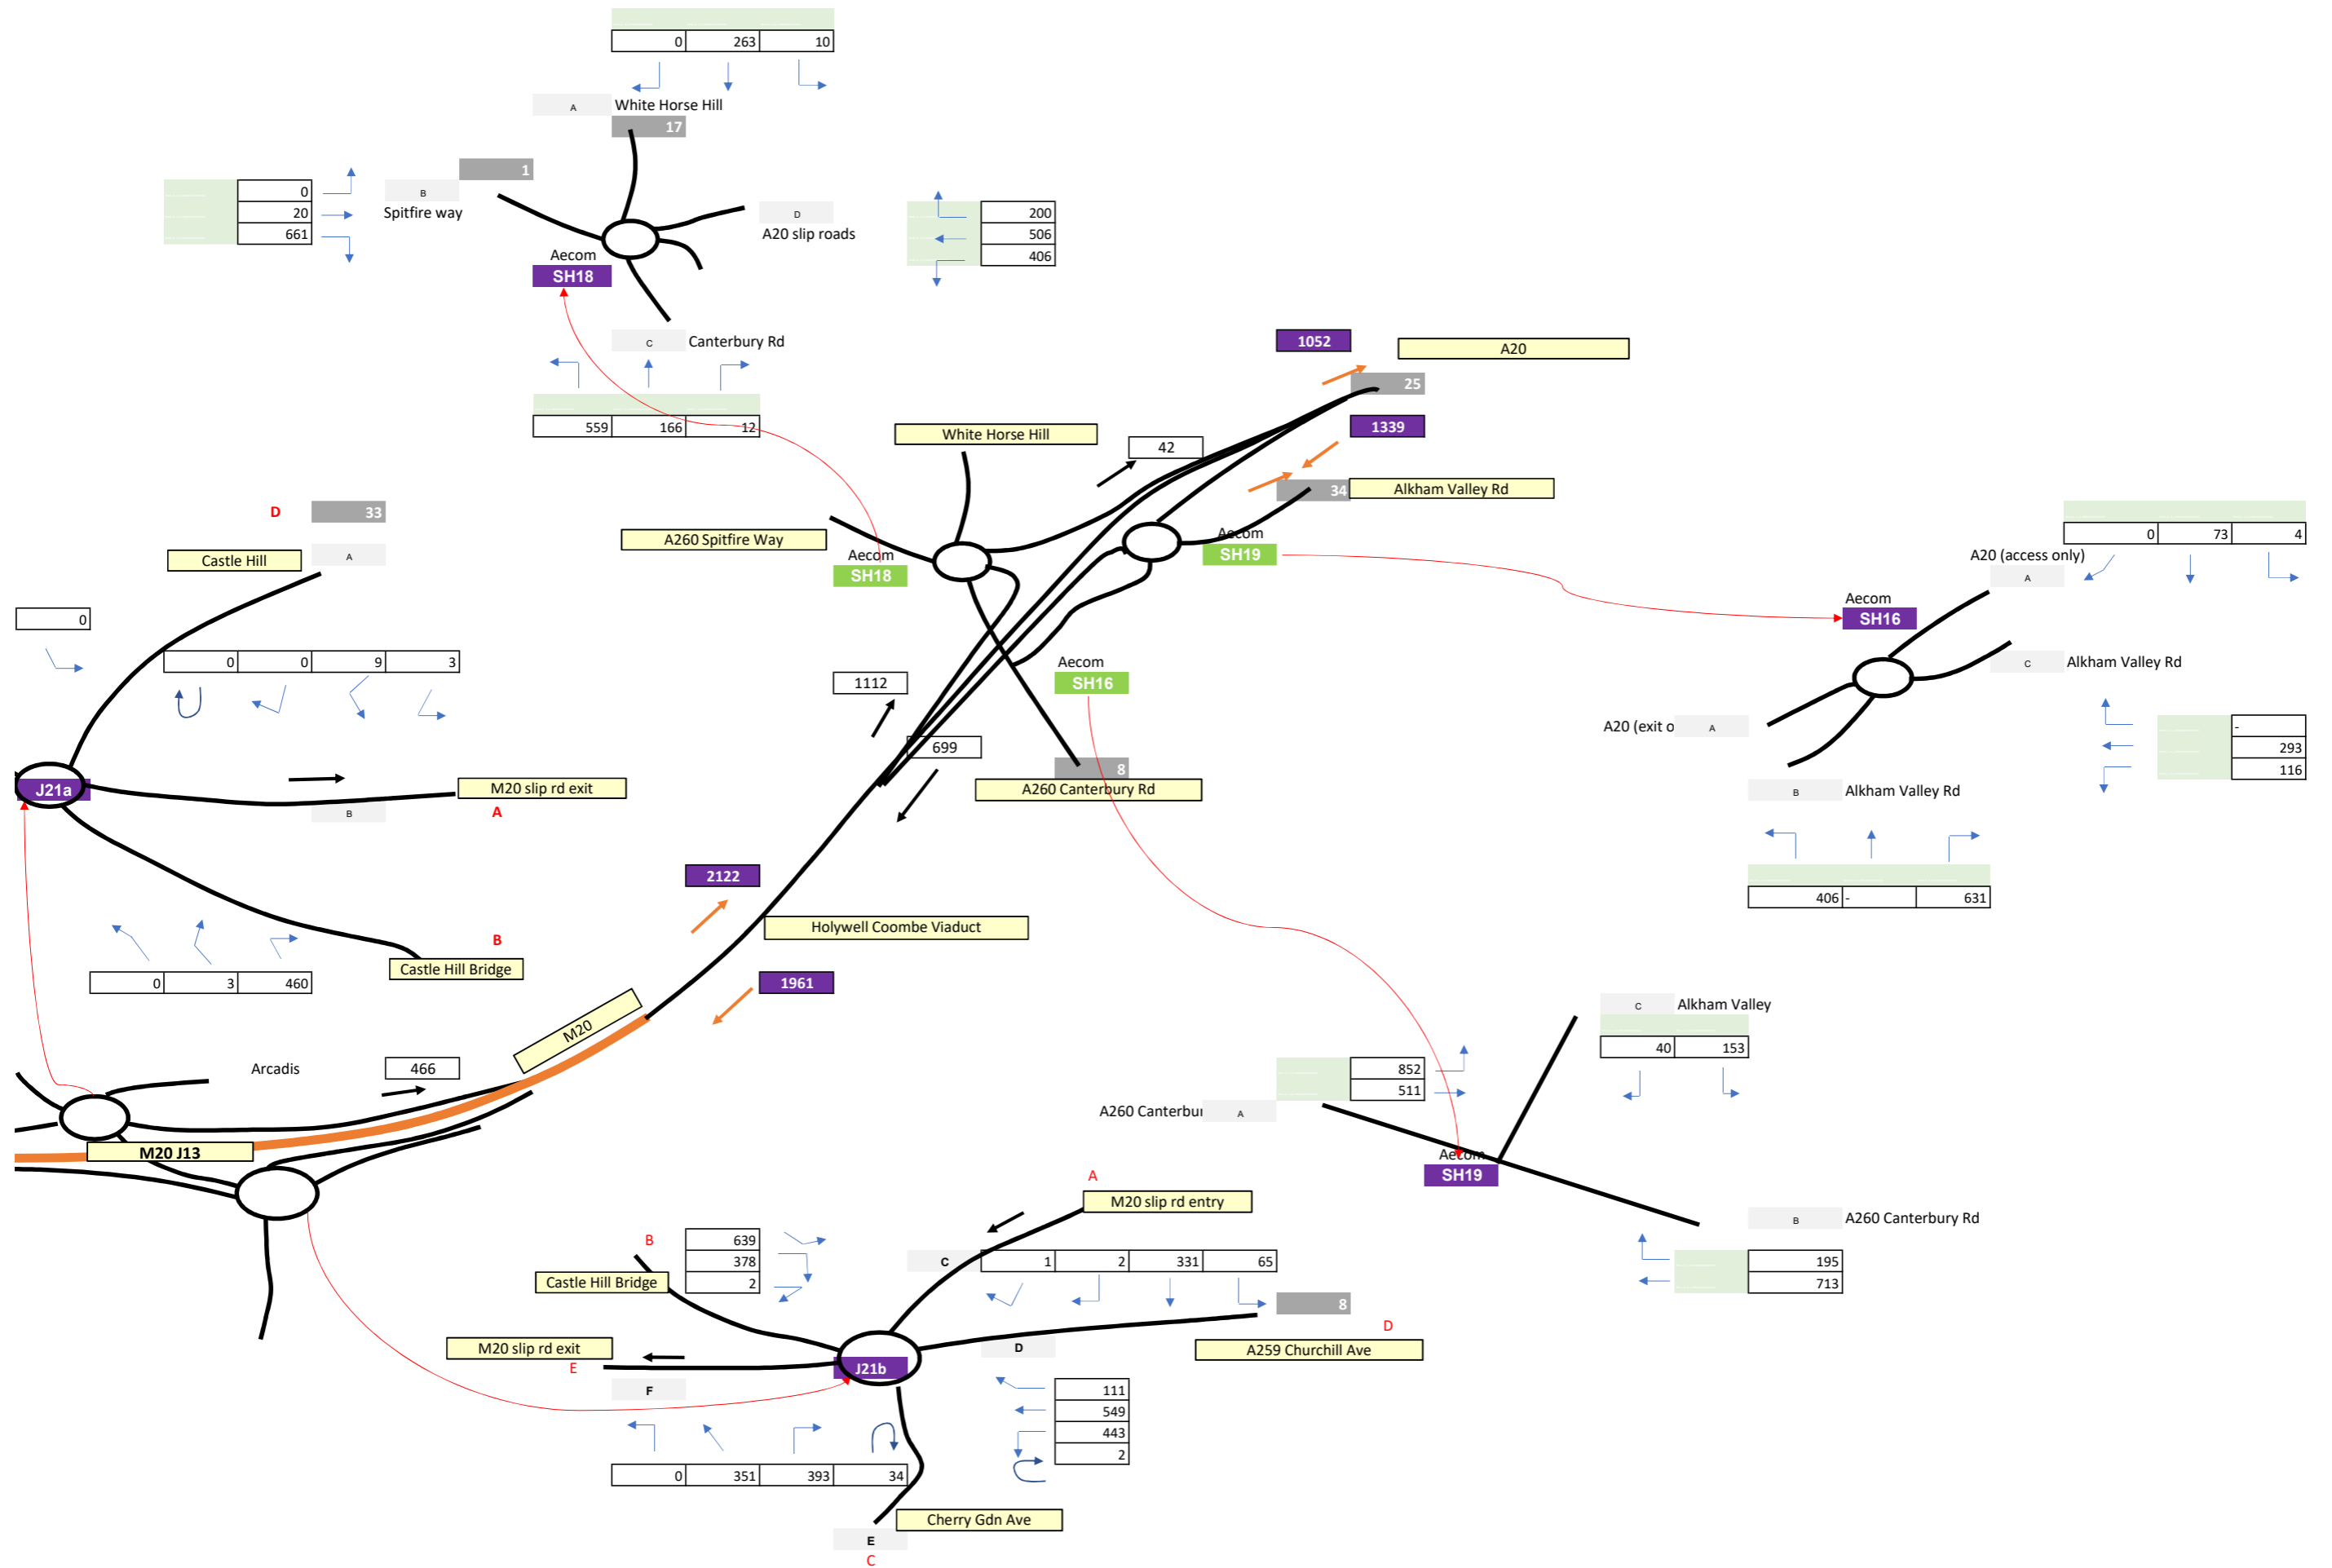 0 263 10
A White Horse Hill
17
1
0
20
661
B
Spitfire way
D
A20 slip roads
200
506
406
Aecom
SH18
C Canterbury Rd
559 166 12
1052
A20
25
1339
White Horse Hill
42
34 Alkham Valley Rd
D 33
A260 Spitfire Way
Aecom
SH18
Aecom
SH19
Castle Hill A
0 73 4
A20 (access only)
A
Aecom
SH16
0
0 0 9 3
Aecom
SH16
C Alkham Valley Rd
1112
A20 (exit o A
-
293
116
699
8
A260 Canterbury Rd
J21a
M20 slip rd exit
B A
B Alkham Valley Rd
2122
406 - 631
Holywell Coombe Viaduct
B
Castle Hill Bridge
0 3 460
1961
M20
C Alkham Valley
40 153
Arcadis 466
852
511
A260 Canterbur A
M20 J13
Aecom
SH19
A
M20 slip rd entry
B A260 Canterbury Rd
195
713
B
639
378
2
C 1 2 331 65
Castle Hill Bridge
8
D
M20 slip rd exit
E
J21b
D
A259 Churchill Ave
F
111
549
443
2
0 351 393 34
Cherry Gdn Ave
E
C